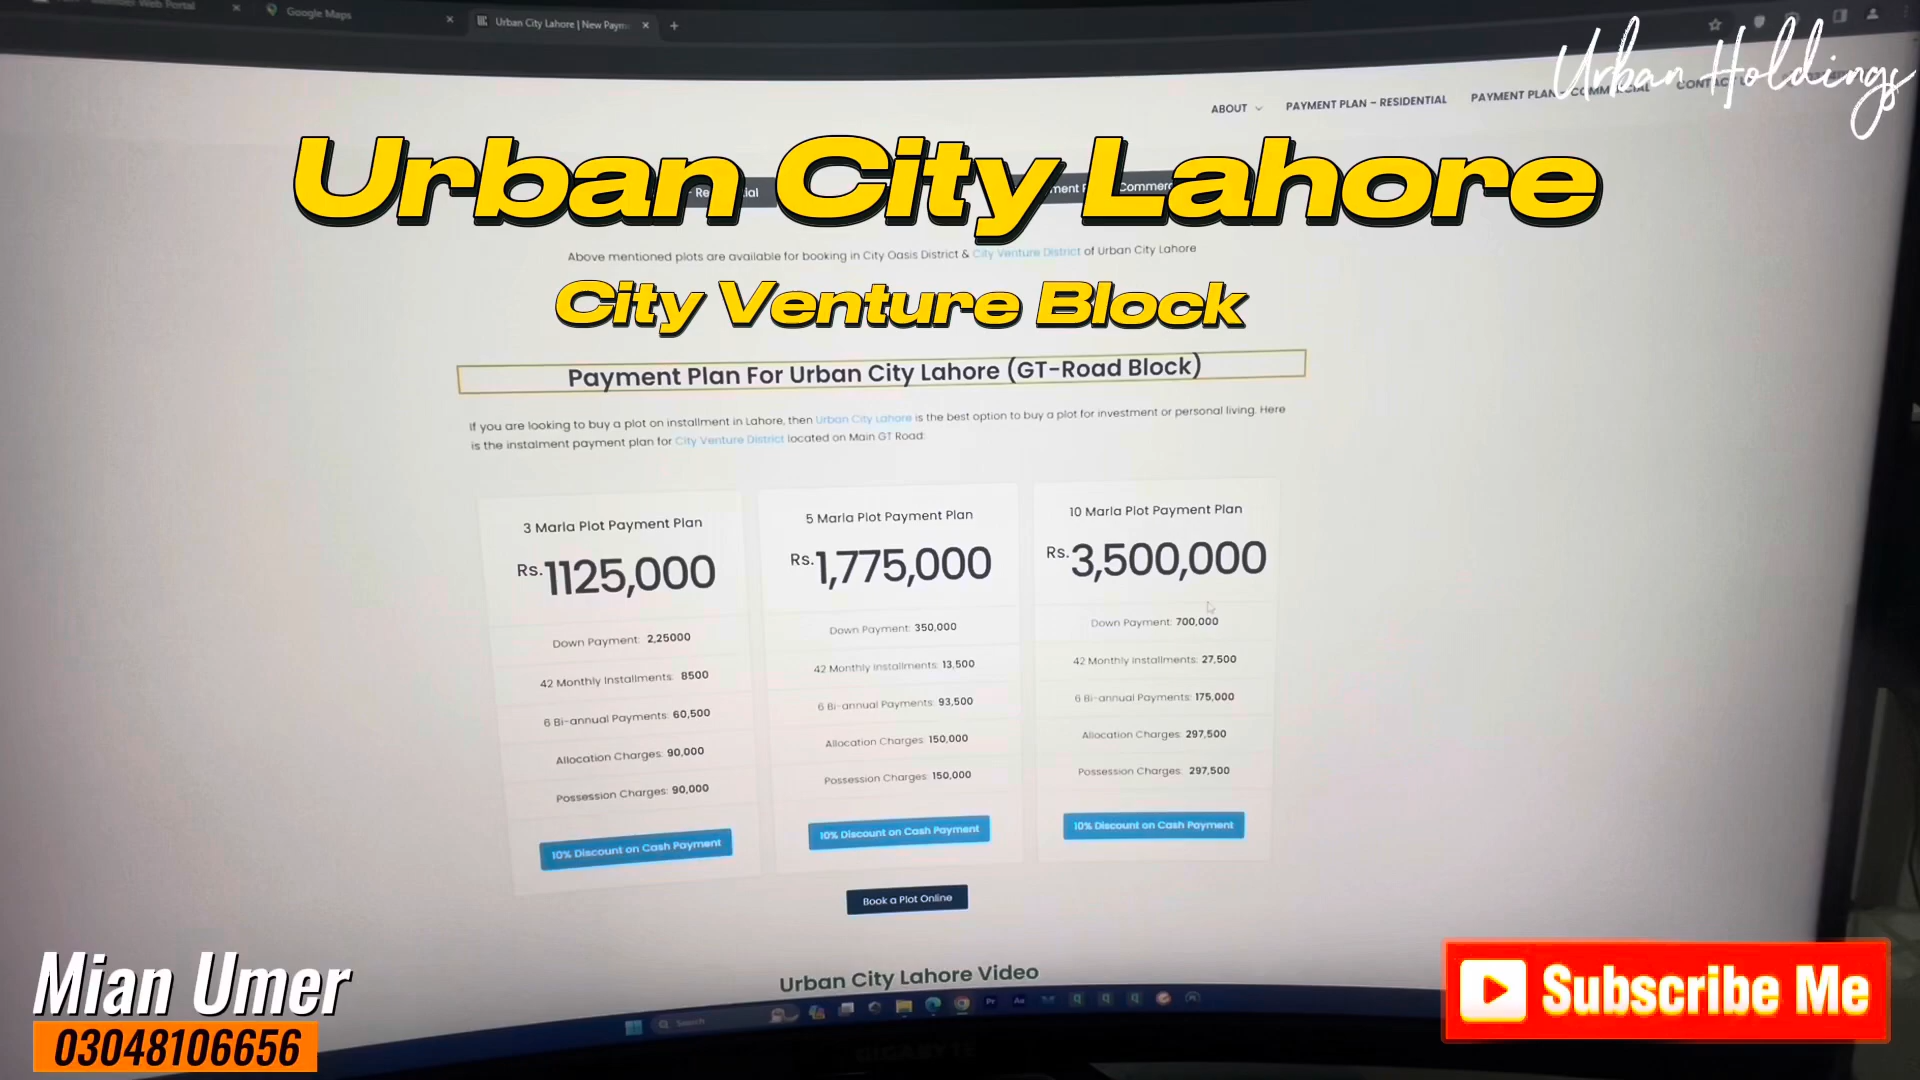 Member Web Portal
Google Maps
Urban City Lahore | New Paym
Urban Holdings
ABOUT
PAYMENT PLAN – RESIDENTIAL
PAYMENT PLAN – COMMERCIAL
Urban City Lahore
Above mentioned plots are available for booking in City Oasis District & City Venture District of Urban City Lahore
City Venture Block
Payment Plan For Urban City Lahore (GT-Road Block)
If you are looking to buy a plot on installment in Lahore, then Urban City Lahore is the best option to buy a plot for investment or personal living. Here
is the instalment payment plan for City Venture District located on Main GT Road:
3 Marla Plot Payment Plan
Rs.1125,000
Down Payment: 2,25000
42 Monthly Installments: 8500
6 Bi-annual Payments: 60,500
Allocation Charges: 90,000
Possession Charges: 90,000
10% Discount on Cash Payment
5 Marla Plot Payment Plan
Rs.1,775,000
Down Payment: 350,000
42 Monthly Installments: 13,500
6 Bi-annual Payments: 93,500
Allocation Charges: 150,000
Possession Charges: 150,000
10% Discount on Cash Payment
10 Marla Plot Payment Plan
Rs.3,500,000
Down Payment: 700,000
42 Monthly Installments: 27,500
6 Bi-annual Payments: 175,000
Allocation Charges: 297,500
Possession Charges: 297,500
10% Discount on Cash Payment
Book a Plot Online
Urban City Lahore Video
Mian Umer
03048106656
Subscribe Me
Search
GIGABYTE